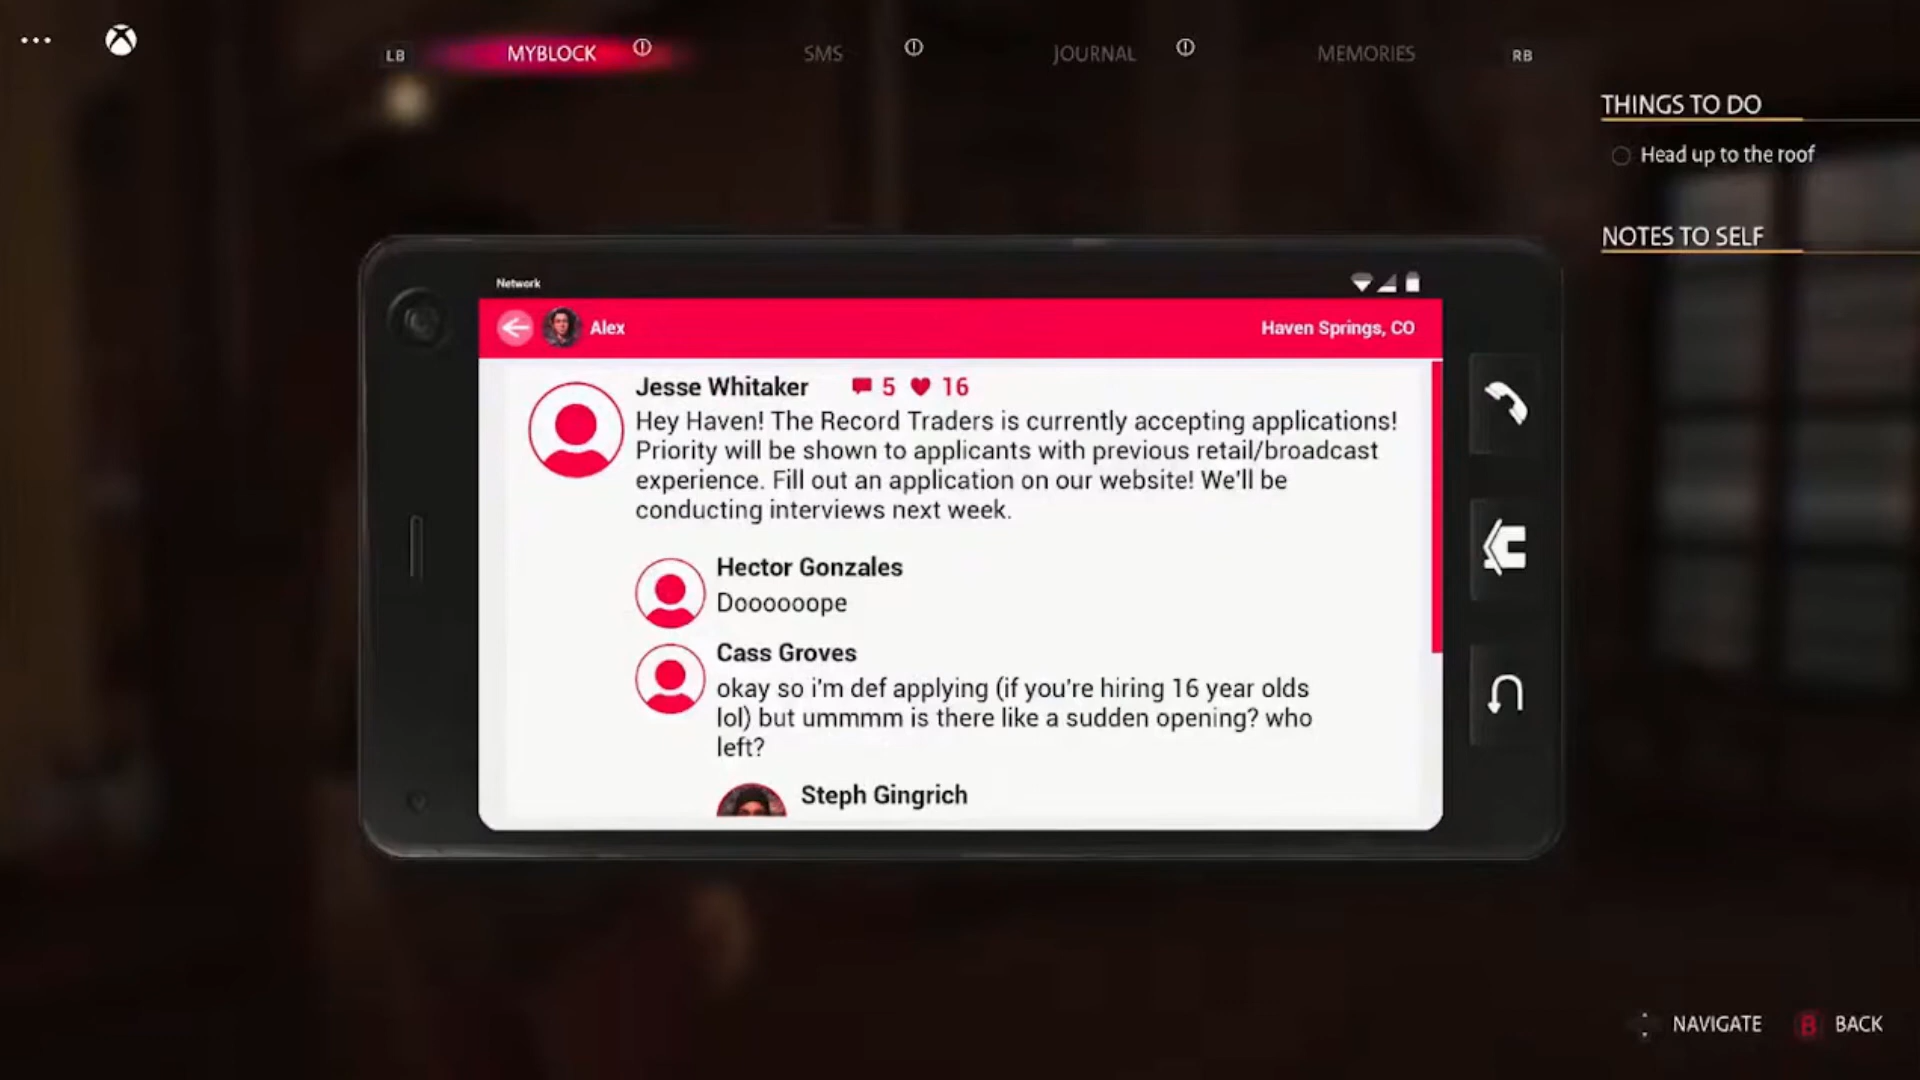 LB
MYBLOCK
SMS
JOURNAL
MEMORIES
RB
THINGS TO DO
Head up to the roof
NOTES TO SELF
Network
Alex
Haven Springs, CO
Jesse Whitaker 5 16
Hey Haven! The Record Traders is currently accepting applications!
Priority will be shown to applicants with previous retail/broadcast
experience. Fill out an application on our website! We'll be
conducting interviews next week.
Hector Gonzales
Dooooooope
Cass Groves
okay so i'm def applying (if you're hiring 16 year olds
lol) but ummmm is there like a sudden opening? who
left?
Steph Gingrich
NAVIGATE
B BACK